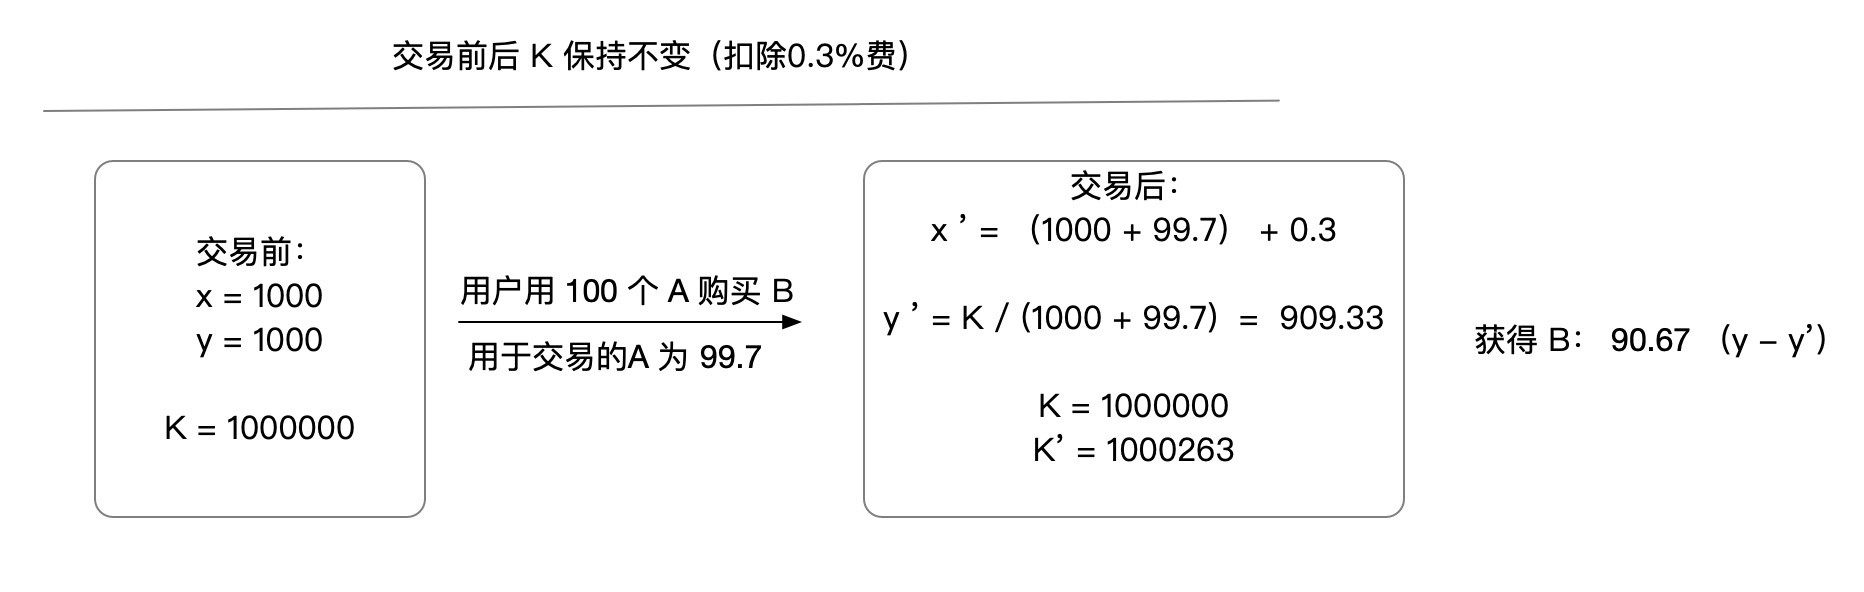 交易前后 K 保持不变（扣除0.3%费）
交易前：
x = 1000
y = 1000
K = 1000000
用户用 100 个 A 购买 B
用于交易的A 为 99.7
交易后：
x ’ = （1000 + 99.7） + 0.3
y ’ = K / (1000 + 99.7） = 909.33
K = 1000000
K’ = 1000263
获得 B： 90.67 （y – y’）